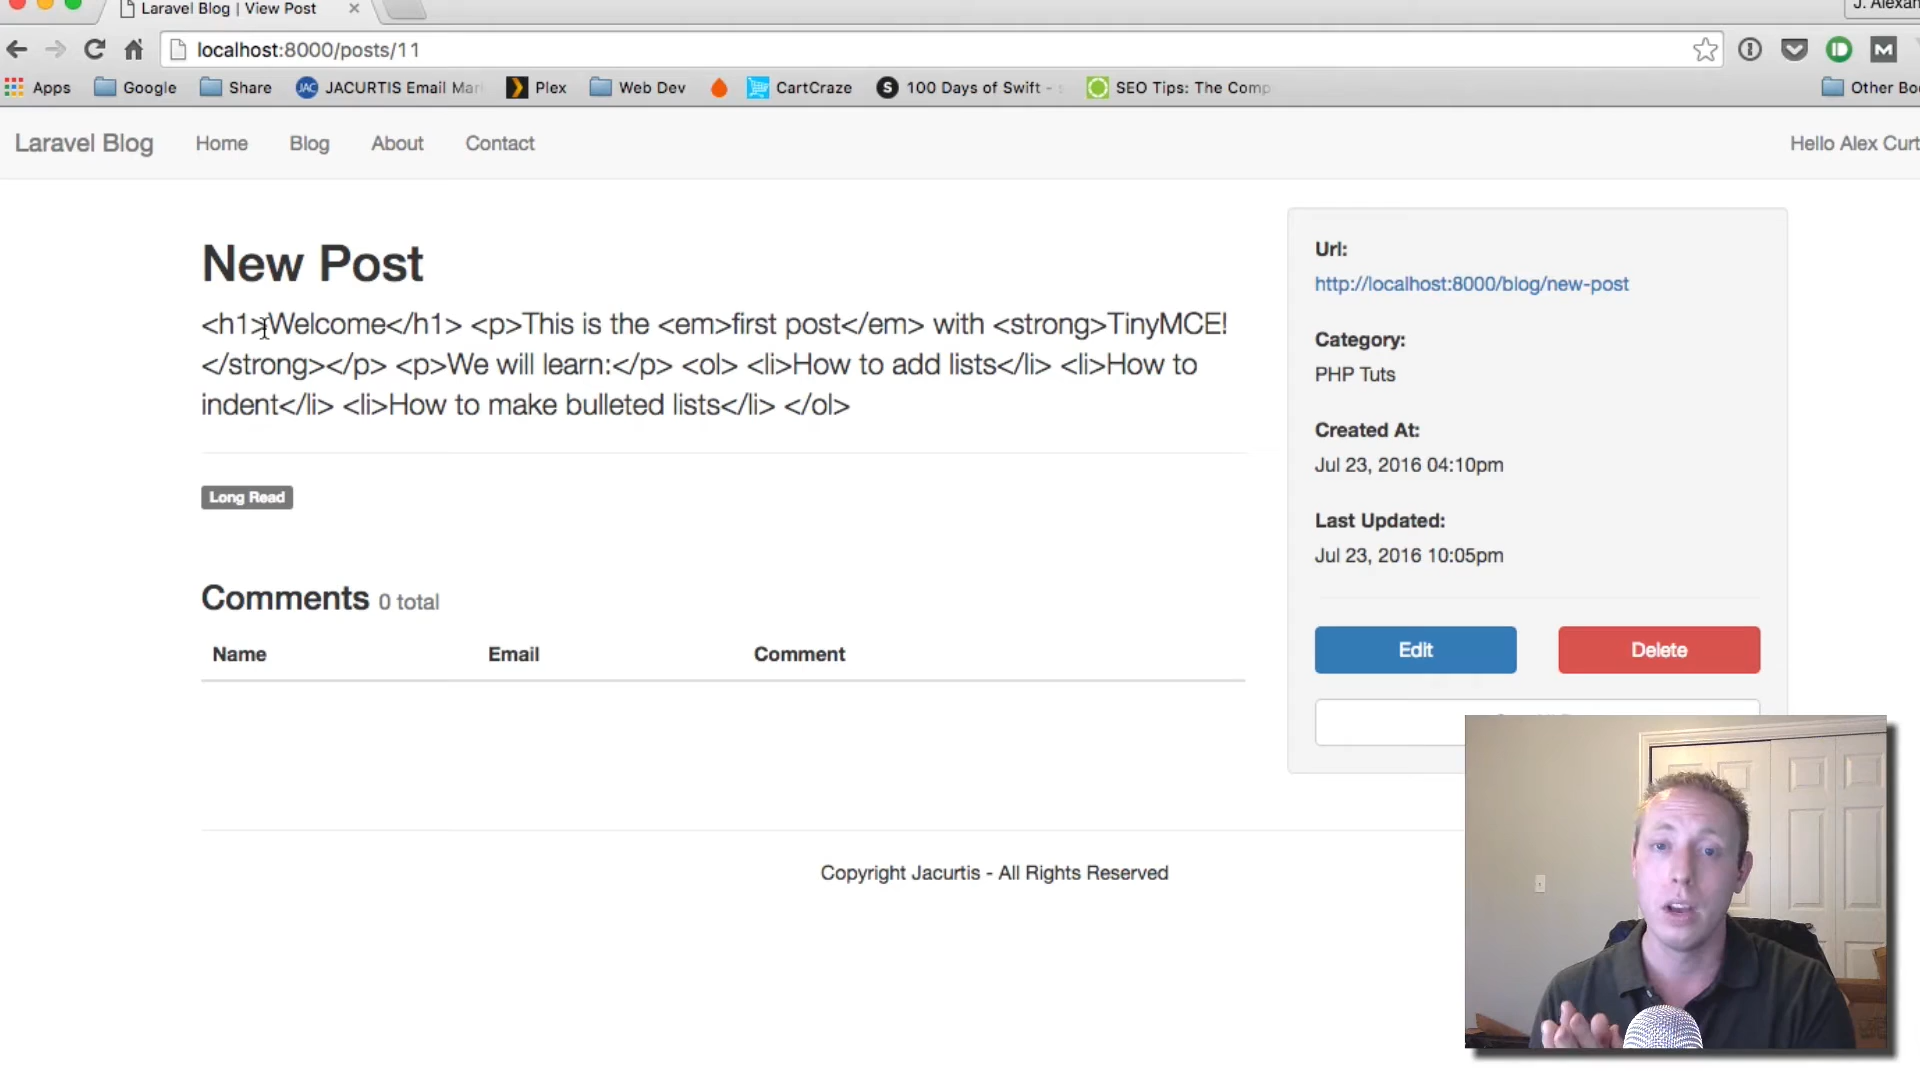 Laravel Blog | View Post
J. Alexan
localhost:8000/posts/11
Apps Google Share JACURTIS Email Mar Plex Web Dev CartCraze 100 Days of Swift - SEO Tips: The Comp Other Boo
Laravel Blog Home Blog About Contact Hello Alex Curt
New Post
<h1>Welcome</h1> <p>This is the <em>first post</em> with <strong>TinyMCE!
</strong></p> <p>We will learn:</p> <ol> <li>How to add lists</li> <li>How to
indent</li> <li>How to make bulleted lists</li> </ol>
Long Read
Comments 0 total
Name Email Comment
Url:
http://localhost:8000/blog/new-post
Category:
PHP Tuts
Created At:
Jul 23, 2016 04:10pm
Last Updated:
Jul 23, 2016 10:05pm
Edit Delete
Copyright Jacurtis - All Rights Reserved